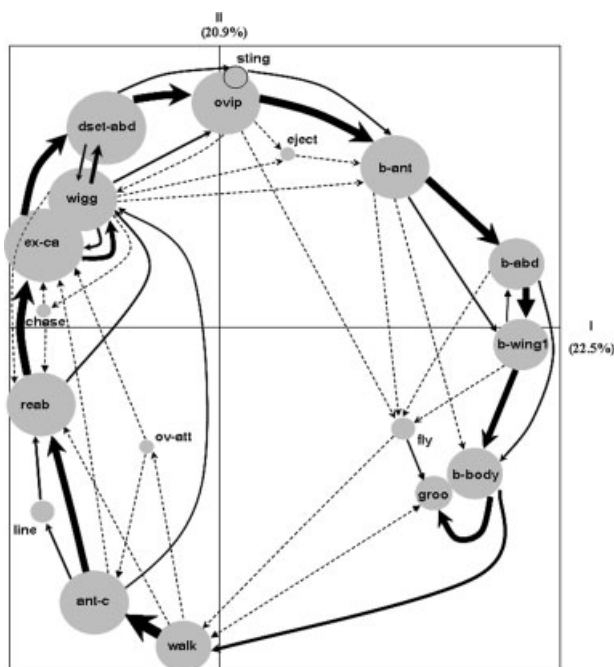 II
(20.9%)
sting
ovip
dset-abd
eject
b-ant
wigg
ex-ca
b-abd
chase
I
b-wing1
(22.5%)
reab
ov-att
fly
b-body
groo
line
ant-c
walk